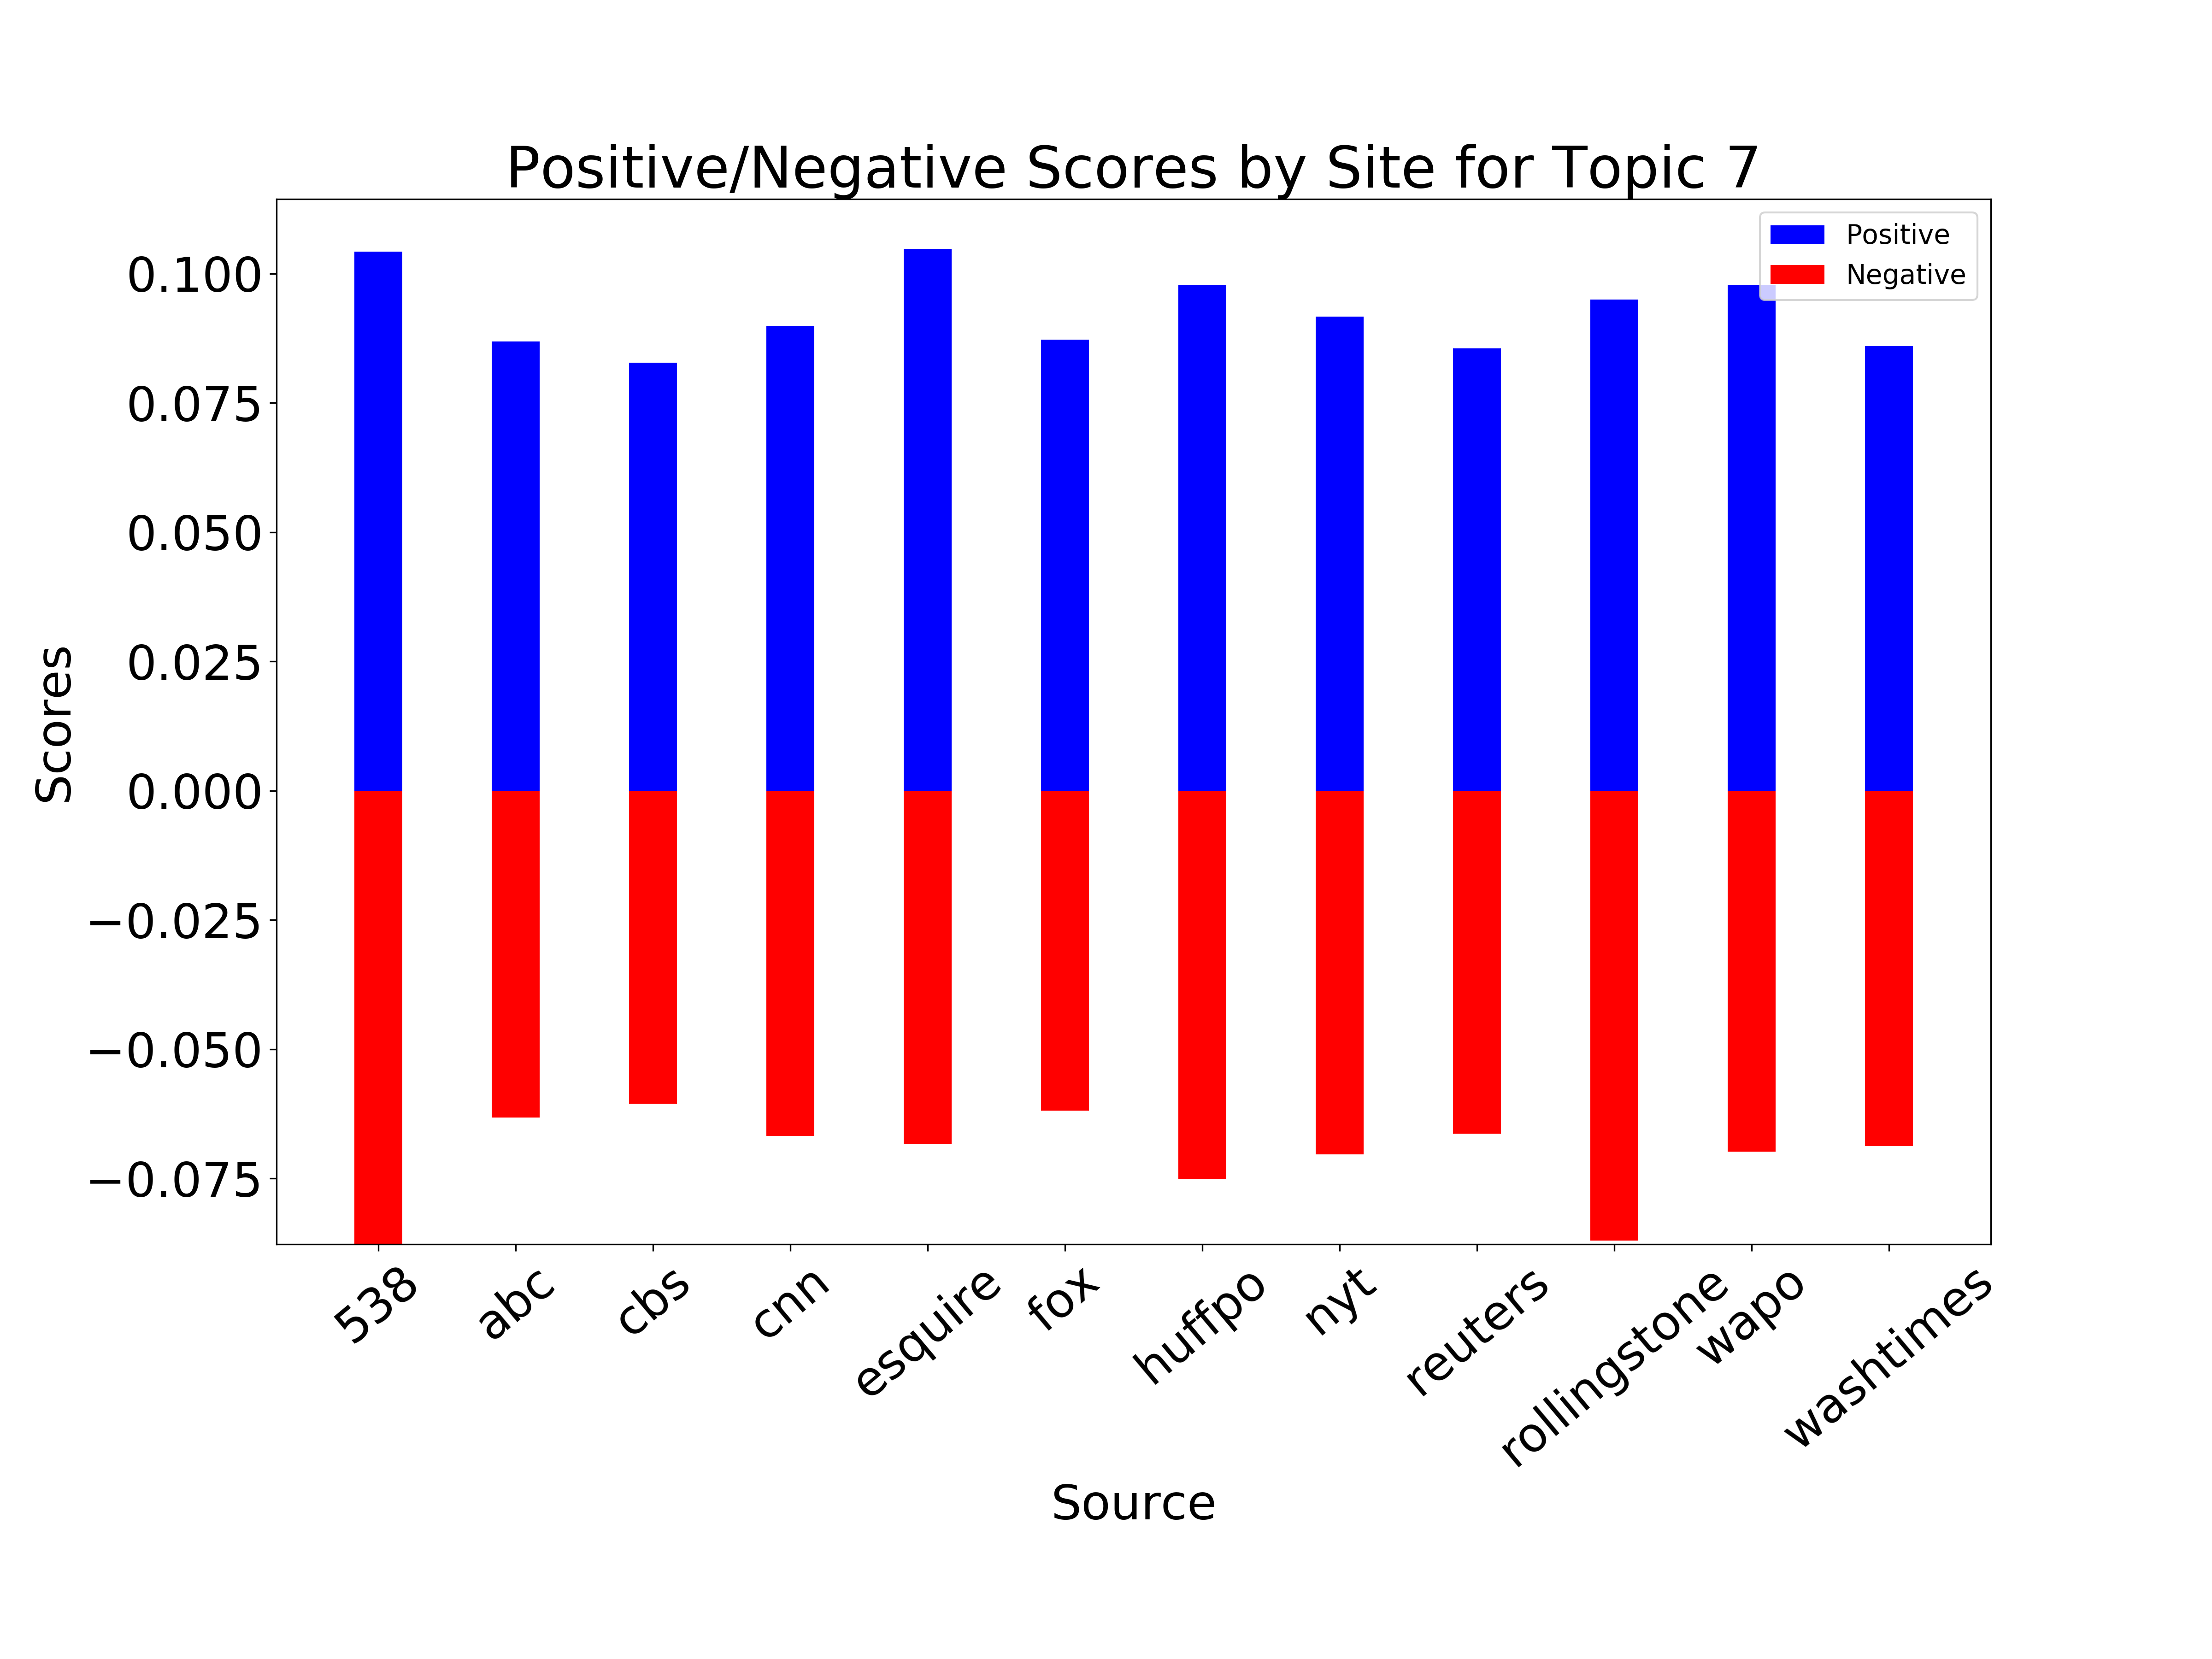 Positive/Negative Scores by Site for Topic 7
Positive
Negative
0.100
0.075
0.050
0.025
0.000
−0.025
−0.050
−0.075
Scores
538
abc
cbs
cnn
esquire
fox
huffpo
nyt
reuters
rollingstone
wapo
washtimes
Source